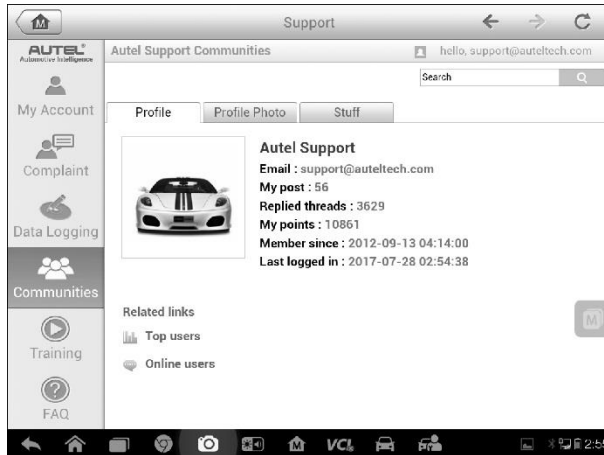 Support
AUTEL®
Automotive Intelligence
Autel Support Communities
hello, support@auteltech.com
Search
My Account
Complaint
Data Logging
Communities
Training
FAQ
Profile
Profile Photo
Stuff
Autel Support
Email : support@auteltech.com
My post : 56
Replied threads : 3629
My points : 10861
Member since : 2012-09-13 04:14:00
Last logged in : 2017-07-28 02:54:38
Related links
Top users
Online users
M
M
M
VCI